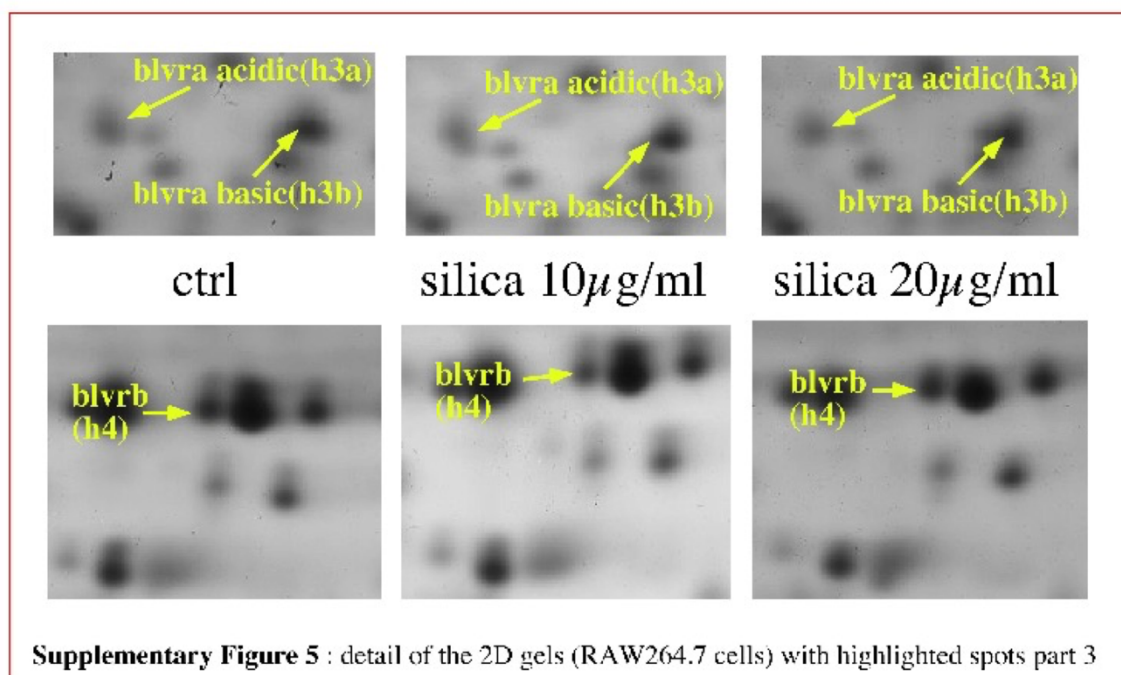 blvra acidic(h3a)
blvra basic(h3b)
blvra acidic(h3a)
blvra basic(h3b)
blvra acidic(h3a)
blvra basic(h3b)
ctrl
silica 10µg/ml
silica 20µg/ml
blvrb
(h4)
blvrb
(h4)
blvrb
(h4)
Supplementary Figure 5 : detail of the 2D gels (RAW264.7 cells) with highlighted spots part 3